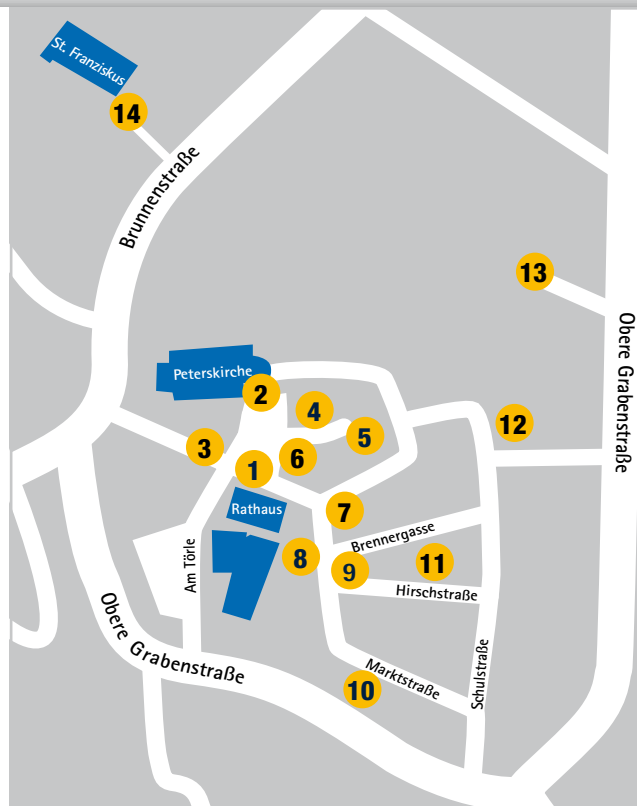 St. Franziskus
14
Brunnenstraße
13
Obere Grabenstraße
Peterskirche
2
4
12
5
3
6
1
Rathaus
7
Brennergasse
8
11
9
Am Törle
Hirschstraße
Obere Grabenstraße
Marktstraße
10
Schulstraße